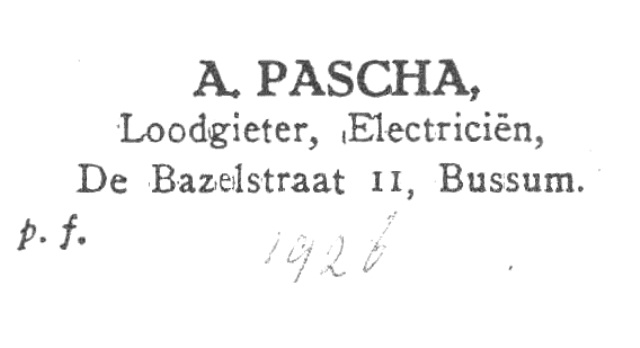 A. PASCHA,
Loodgieter, Electriciën,
De Bazelstraat 11, Bussum.
p. f.
1926